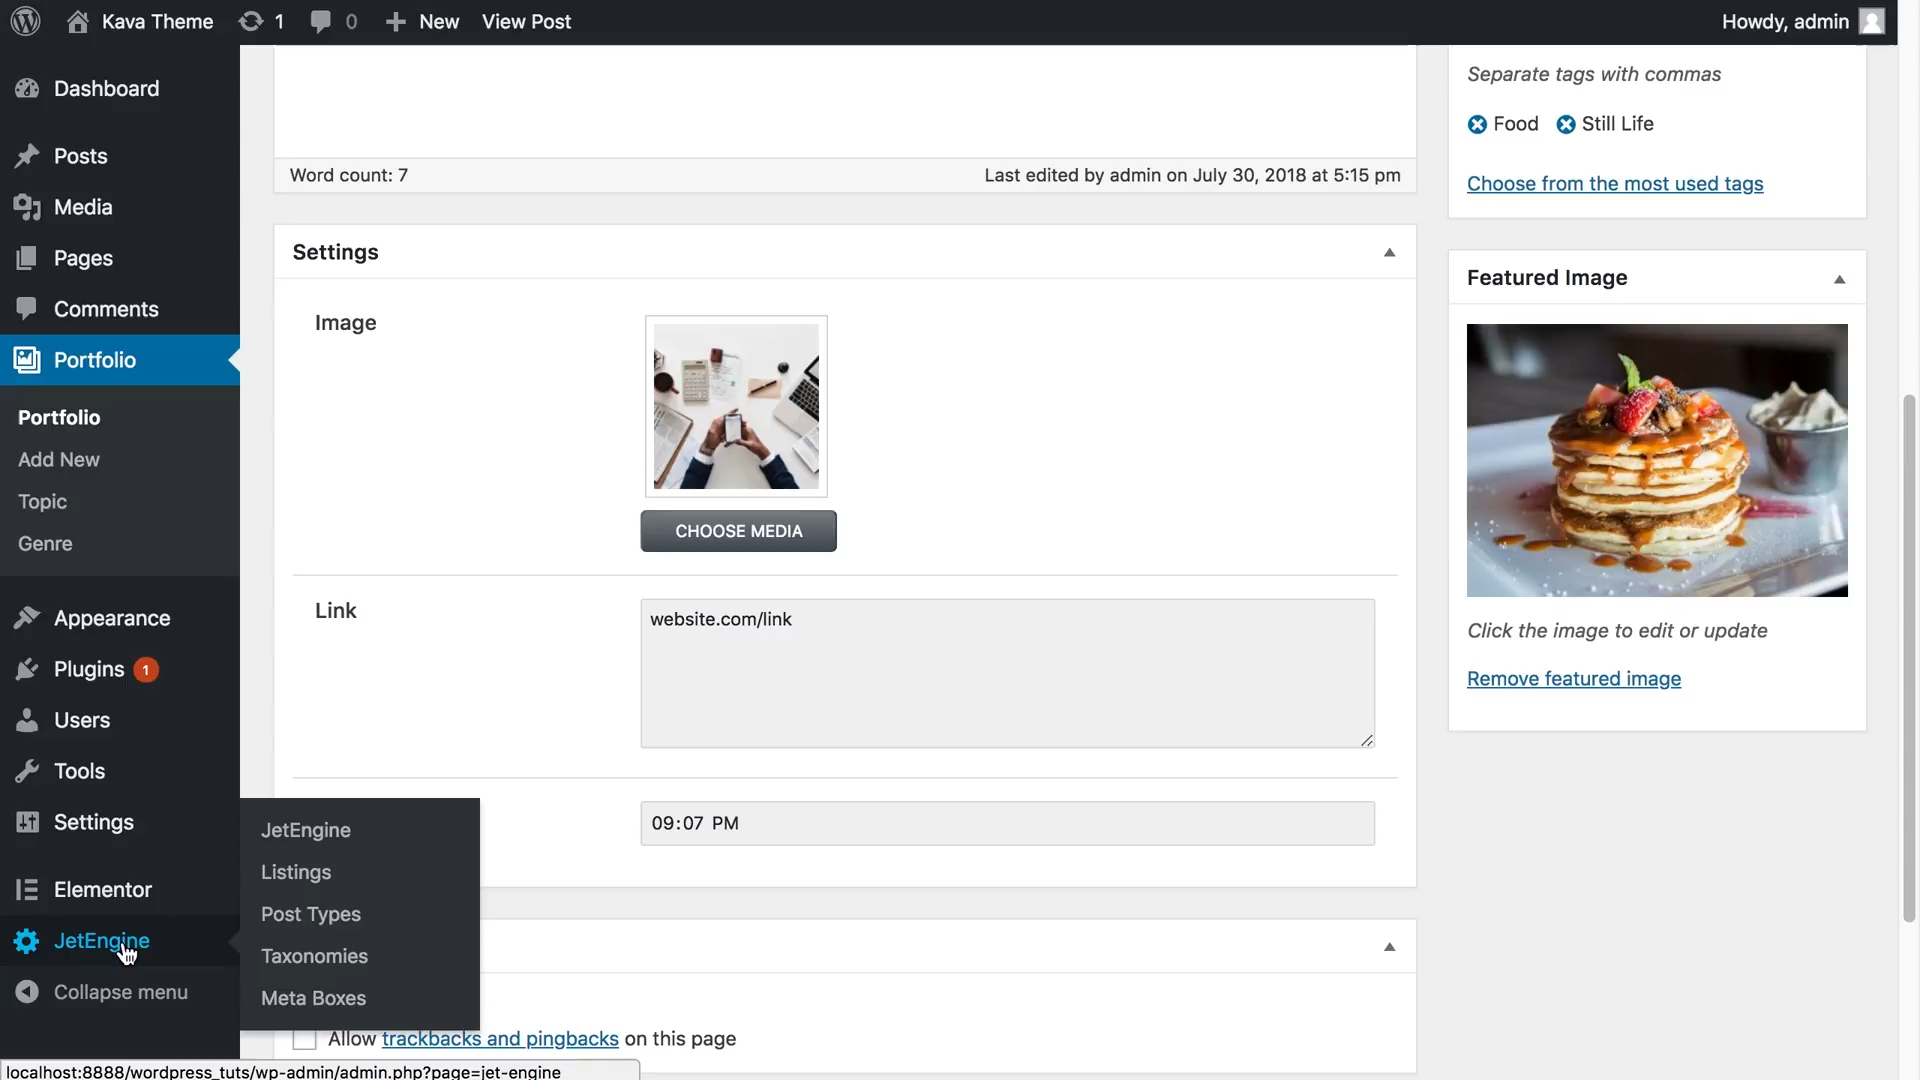 Kava Theme 1 0 New View Post Howdy, admin
Dashboard
Posts
Media
Pages
Comments
Portfolio
Portfolio
Add New
Topic
Genre
Appearance
Plugins 1
Users
Tools
Settings
Elementor
JetEngine
Collapse menu
JetEngine
Listings
Post Types
Taxonomies
Meta Boxes
Word count: 7 Last edited by admin on July 30, 2018 at 5:15 pm
Settings
Image
CHOOSE MEDIA
Link
website.com/link
09:07 PM
Allow trackbacks and pingbacks on this page
Separate tags with commas
Food Still Life
Choose from the most used tags
Featured Image
Click the image to edit or update
Remove featured image
localhost:8888/wordpress_tuts/wp-admin/admin.php?page=jet-engine